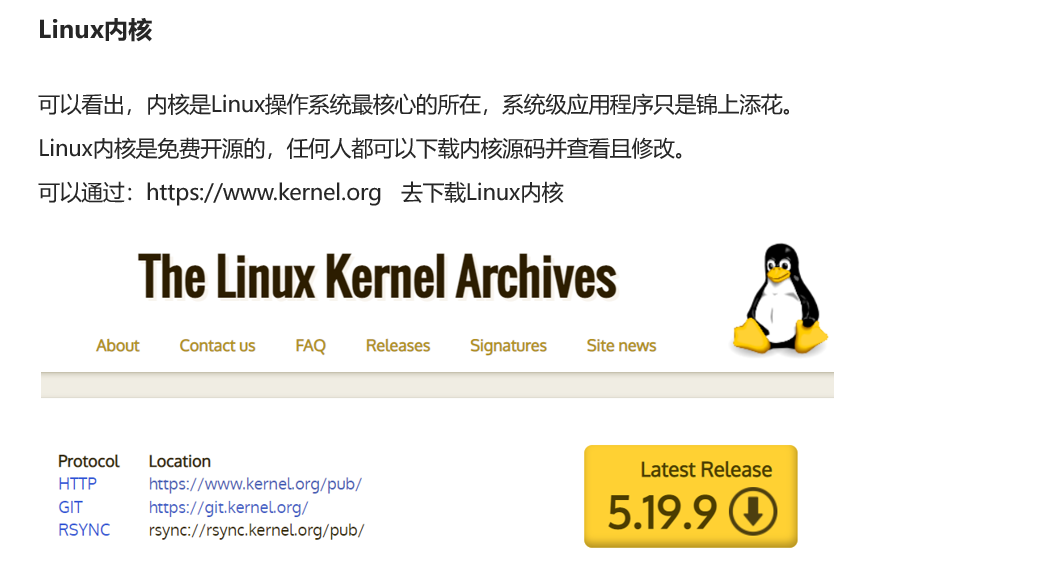 Linux内核
可以看出，内核是Linux操作系统最核心的所在，系统级应用程序只是锦上添花。
Linux内核是免费开源的，任何人都可以下载内核源码并查看且修改。
可以通过：https://www.kernel.org 去下载Linux内核
The Linux Kernel Archives
About Contact us FAQ Releases Signatures Site news
Protocol Location
HTTP https://www.kernel.org/pub/
GIT https://git.kernel.org/
RSYNC rsync://rsync.kernel.org/pub/
Latest Release
5.19.9